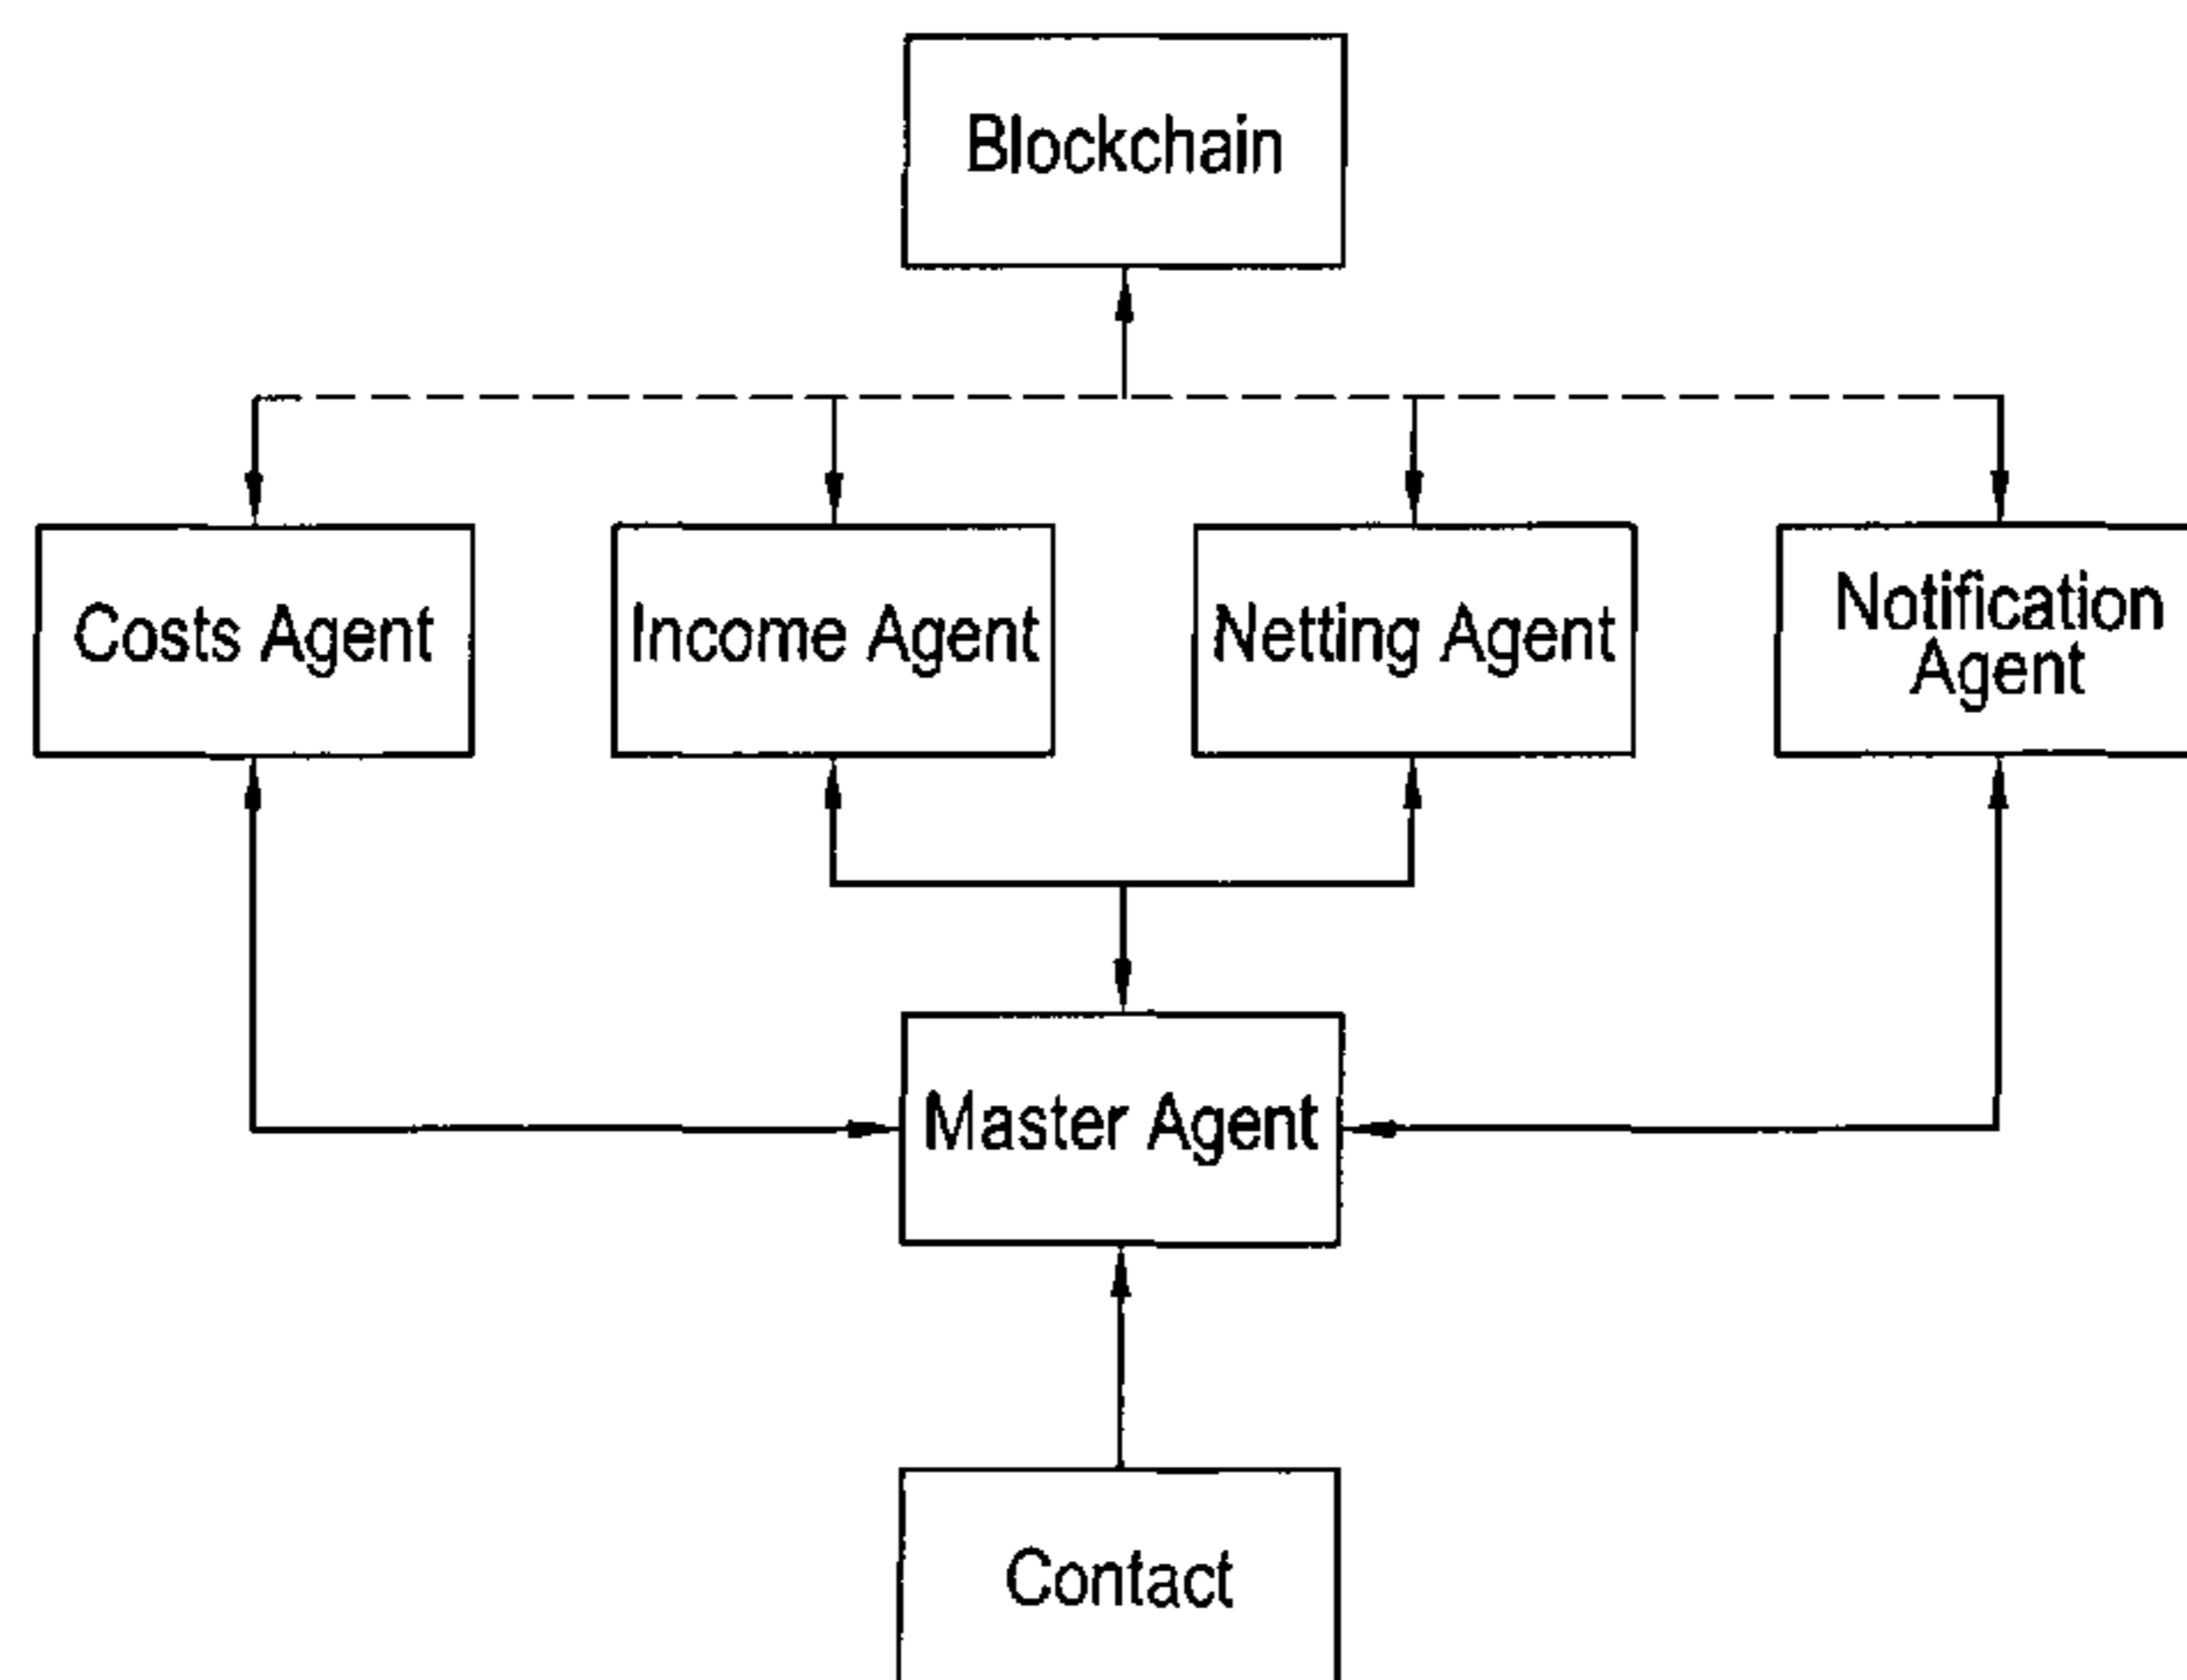 Blockchain
Costs Agent
Income Agent
Netting Agent
Notification
Agent
Master Agent
Contact